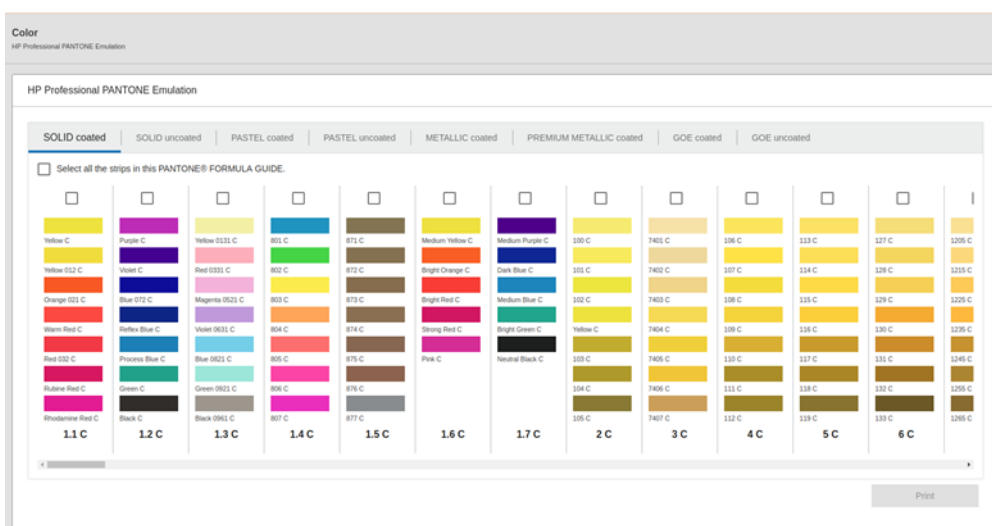 Color
HP Professional PANTONE Emulation
HP Professional PANTONE Emulation
SOLID coated SOLID uncoated PASTEL coated PASTEL uncoated METALLIC coated PREMIUM METALLIC coated GOE coated GOE uncoated
Select all the strips in this PANTONE® FORMULA GUIDE.
Yellow C Purple C Yellow 0131 C 801 C 871 C Medium Yellow C Medium Purple C 100 C 7401 C 106 C 113 C 127 C 1205 C
Yellow 012 C Violet C Red 0331 C 802 C 872 C Bright Orange C Dark Blue C 101 C 7402 C 107 C 114 C 128 C 1215 C
Orange 021 C Blue 072 C Magenta 0521 C 803 C 873 C Bright Red C Medium Blue C 102 C 7403 C 108 C 115 C 129 C 1225 C
Warm Red C Reflex Blue C Violet 0631 C 804 C 874 C Strong Red C Bright Green C Yellow C 7404 C 109 C 116 C 130 C 1235 C
Red 032 C Process Blue C Blue 0821 C 805 C 875 C Pink C Neutral Black C 103 C 7405 C 110 C 117 C 131 C 1245 C
Rubine Red C Green C Green 0921 C 806 C 876 C 104 C 7406 C 111 C 118 C 132 C 1255 C
Rhodamine Red C Black C Black 0961 C 807 C 877 C 105 C 7407 C 112 C 119 C 133 C 1265 C
1.1 C 1.2 C 1.3 C 1.4 C 1.5 C 1.6 C 1.7 C 2 C 3 C 4 C 5 C 6 C
Print